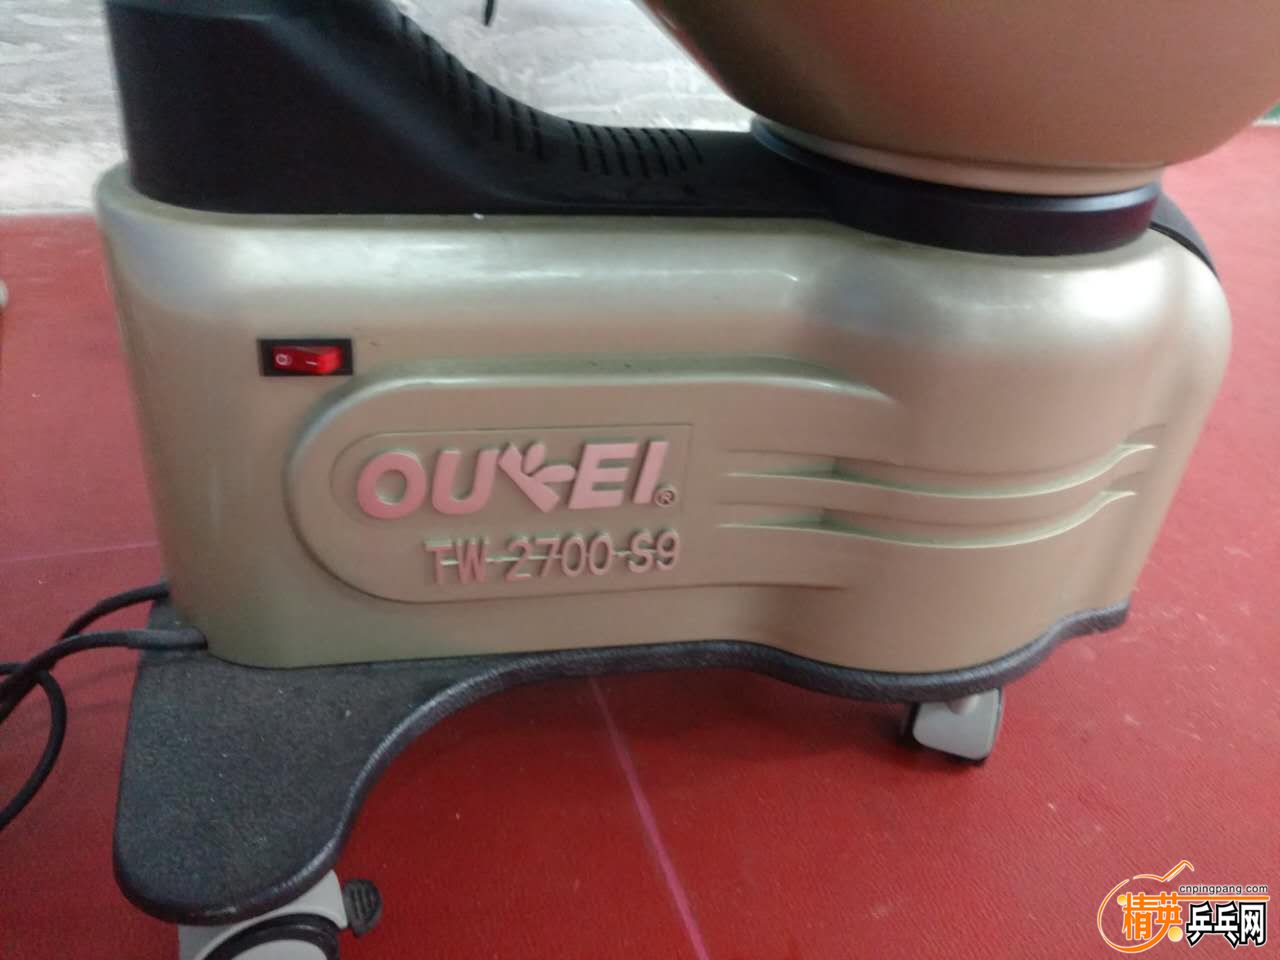 OUKEI®
TW-2700-S9
cnpingpang.com
精英乒乓网